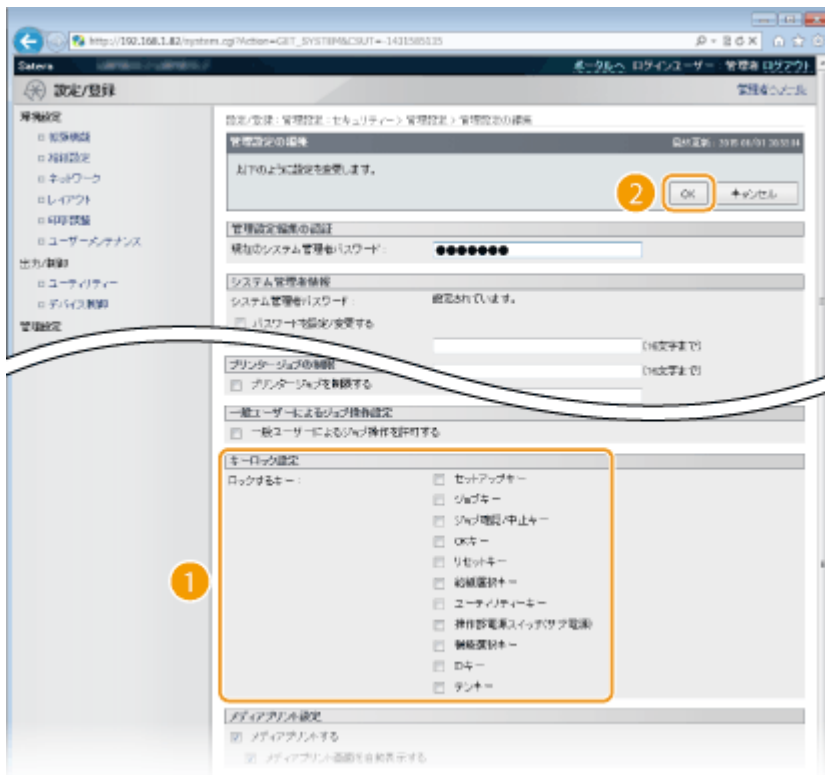 http://192.168.1.82/system.cgi?Action=GET_SYSTEM&CSUT=-1431585135
Satera
ポータルへ ログインユーザー: 管理者 ログアウト
設定/登録
管理者へメール
環境設定
拡張機能
給紙設定
ネットワーク
レイアウト
印字調整
ユーザーメンテナンス
出力/制御
ユーティリティー
デバイス制御
管理設定
設定/登録:管理設定:セキュリティー > 管理設定 > 管理設定の編集
管理設定の編集
最終更新:
以下のように設定を変更します。
2
OK
キャンセル
管理設定編集の認証
現在のシステム管理者パスワード:
●●●●●●●
システム管理者情報
システム管理者パスワード:
設定されています。
パスワードを設定/変更する
(16文字まで)
(16文字まで)
プリンタージョブの制限
プリンタージョブを制限する
一般ユーザーによるジョブ操作設定
一般ユーザーによるジョブ操作を許可する
キーロック設定
ロックするキー:
セットアップキー
ジョブキー
ジョブ確認/中止キー
OKキー
リセットキー
1
給紙選択キー
ユーティリティーキー
操作部電源スイッチ(サブ電源)
機能選択キー
IDキー
テンキー
メディアプリント設定
メディアプリントする
メディアプリント画面を自動表示する